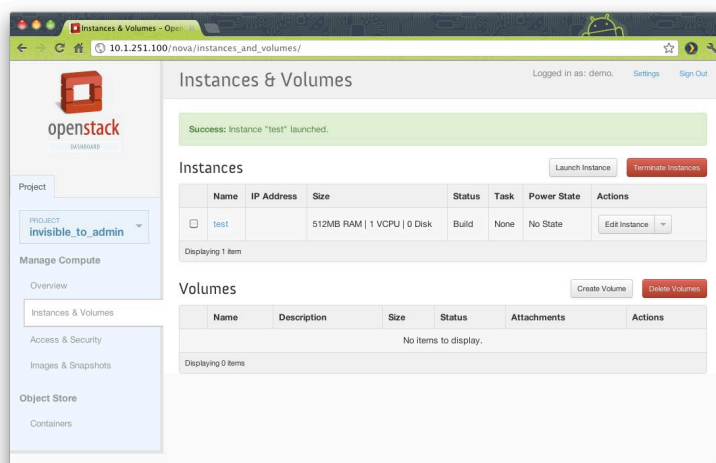 Instances & Volumes – Open
10.1.251.100/nova/instances_and_volumes/
openstack
DASHBOARD
Project
PROJECT
invisible_to_admin
Manage Compute
Overview
Instances & Volumes
Access & Security
Images & Snapshots
Object Store
Containers
Instances & Volumes
Logged in as: demo. Settings Sign Out
Success: Instance "test" launched.
Instances
Launch Instance Terminate Instances
Name IP Address Size Status Task Power State Actions
test 512MB RAM | 1 VCPU | 0 Disk Build None No State Edit Instance
Displaying 1 item
Volumes
Create Volume Delete Volumes
Name Description Size Status Attachments Actions
No items to display.
Displaying 0 items